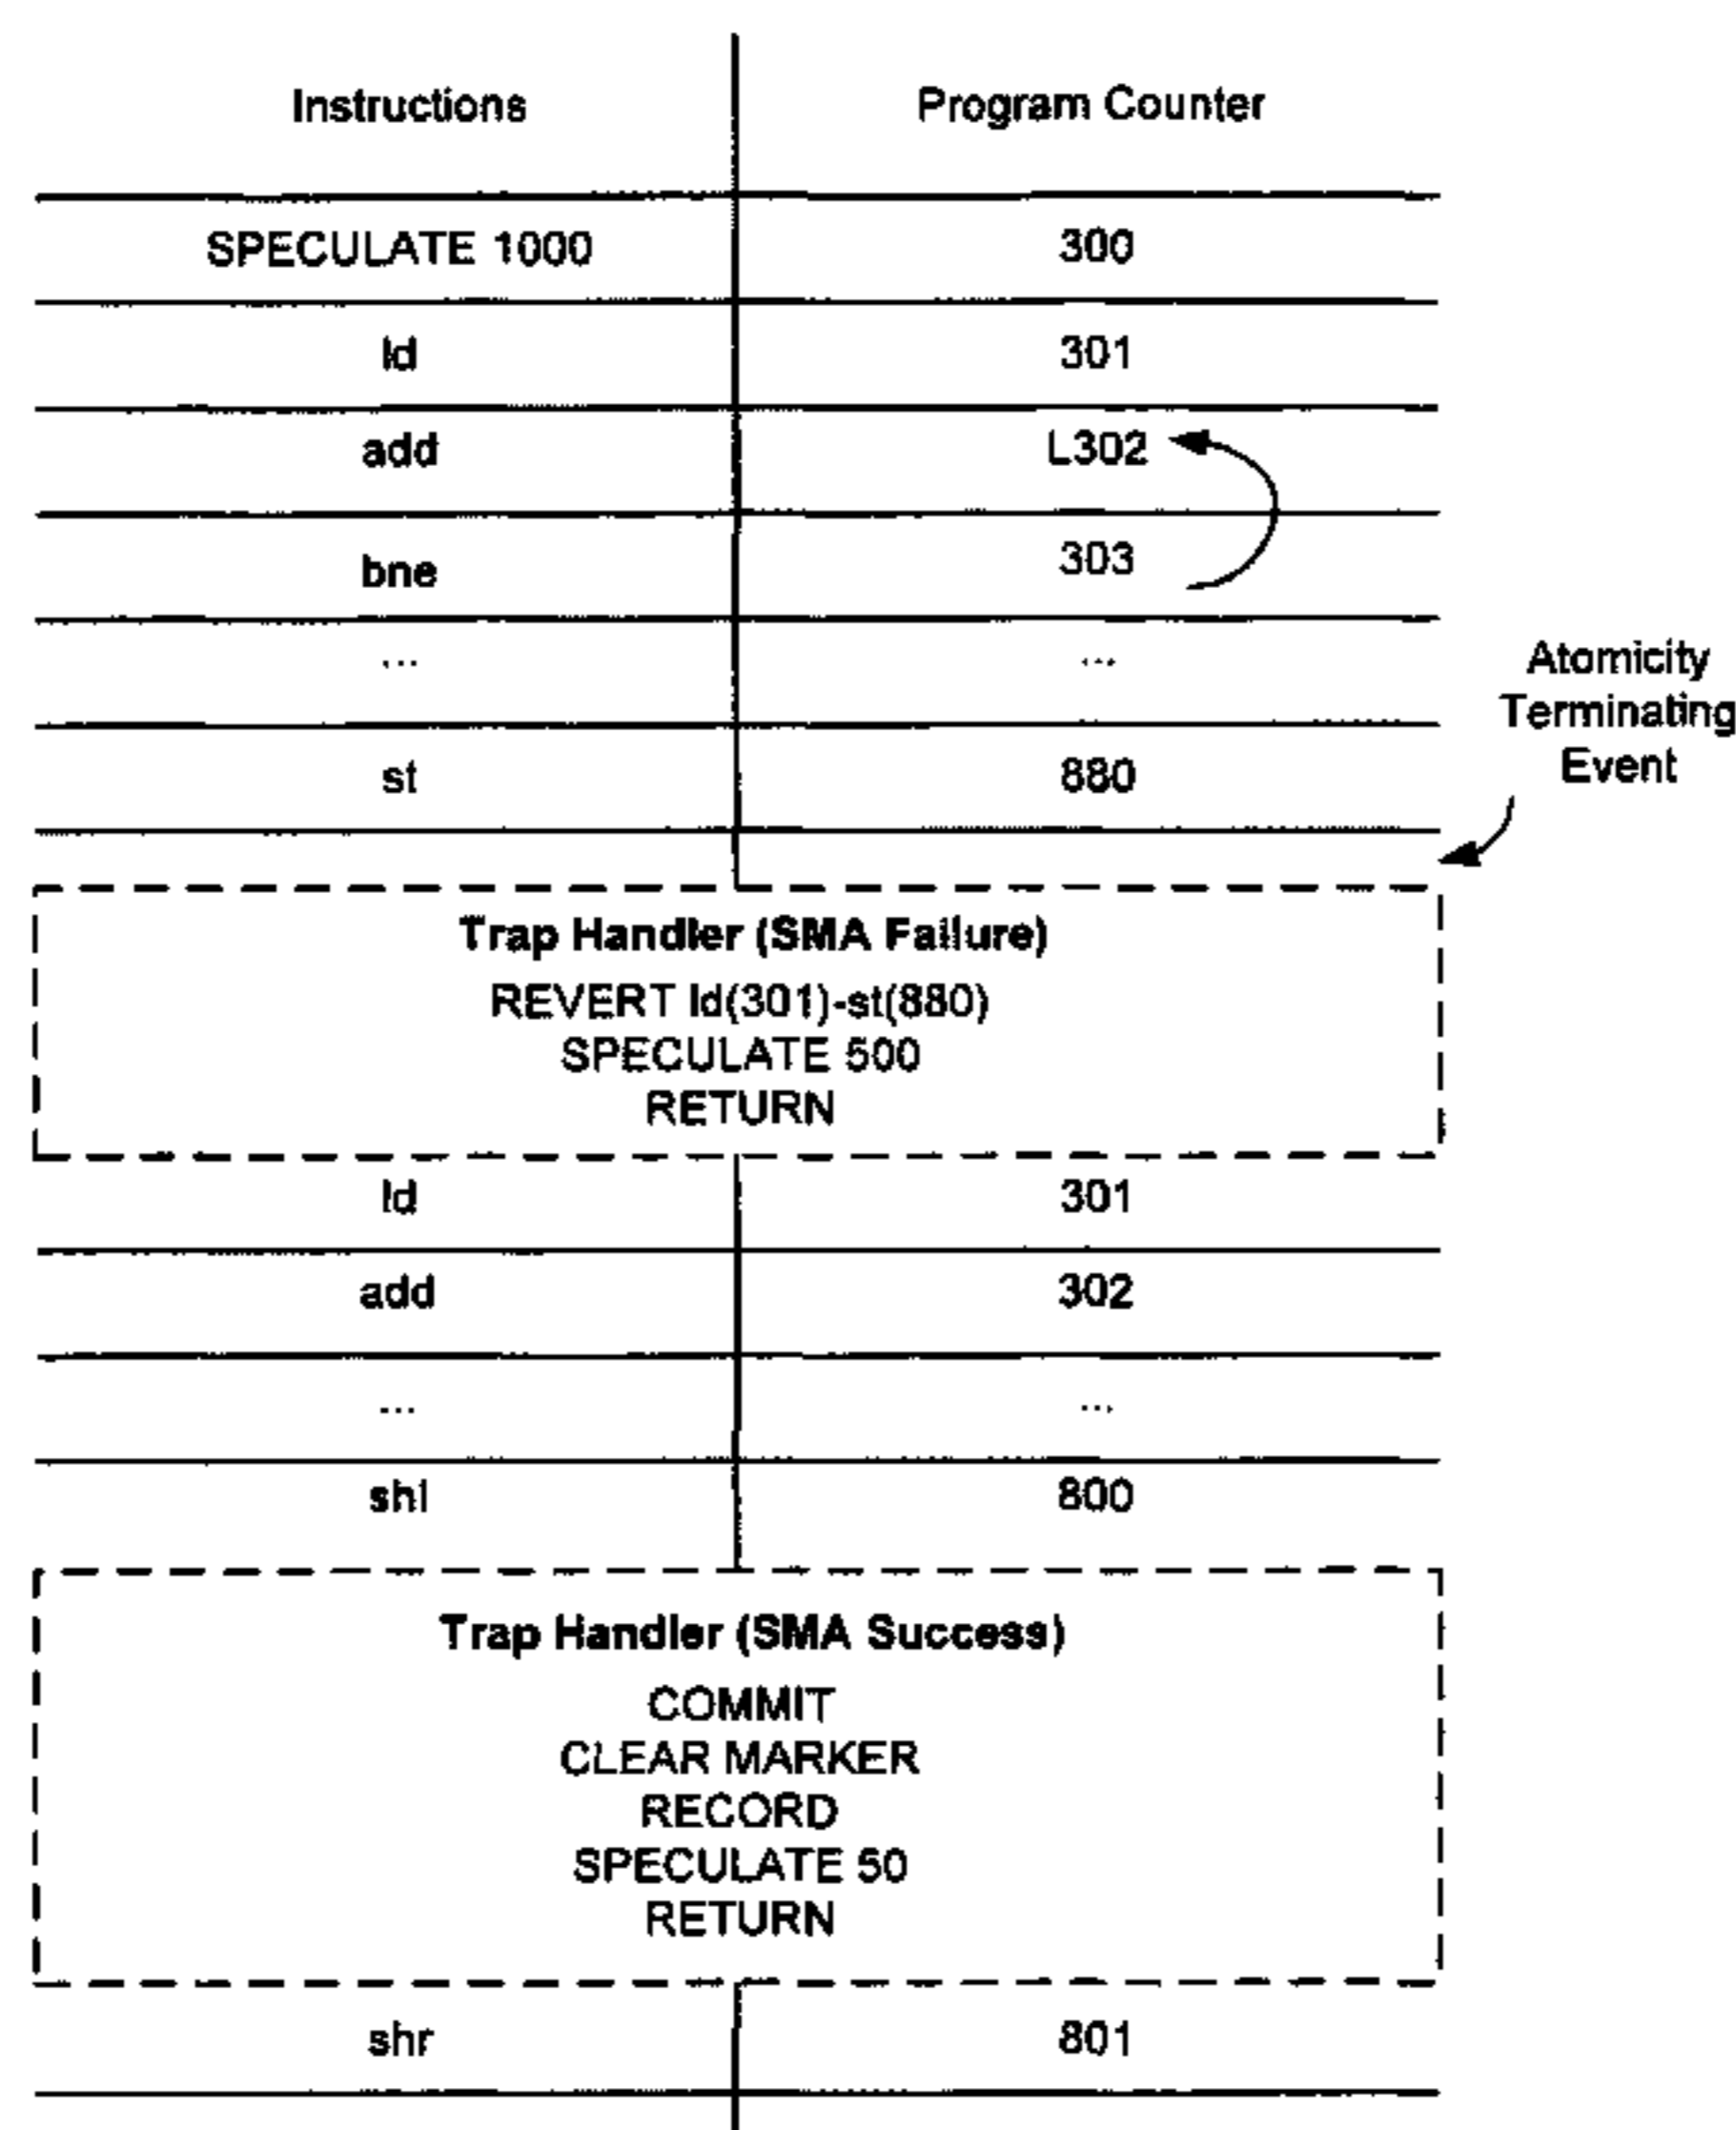 Instructions Program Counter
SPECULATE 1000 300
ld 301
add L302
bne 303
... ...
st 880
Atomicity
Terminating
Event
Trap Handler (SMA Failure)
REVERT ld(301)-st(880)
SPECULATE 500
RETURN
ld 301
add 302
... ...
shl 800
Trap Handler (SMA Success)
COMMIT
CLEAR MARKER
RECORD
SPECULATE 50
RETURN
shr 801